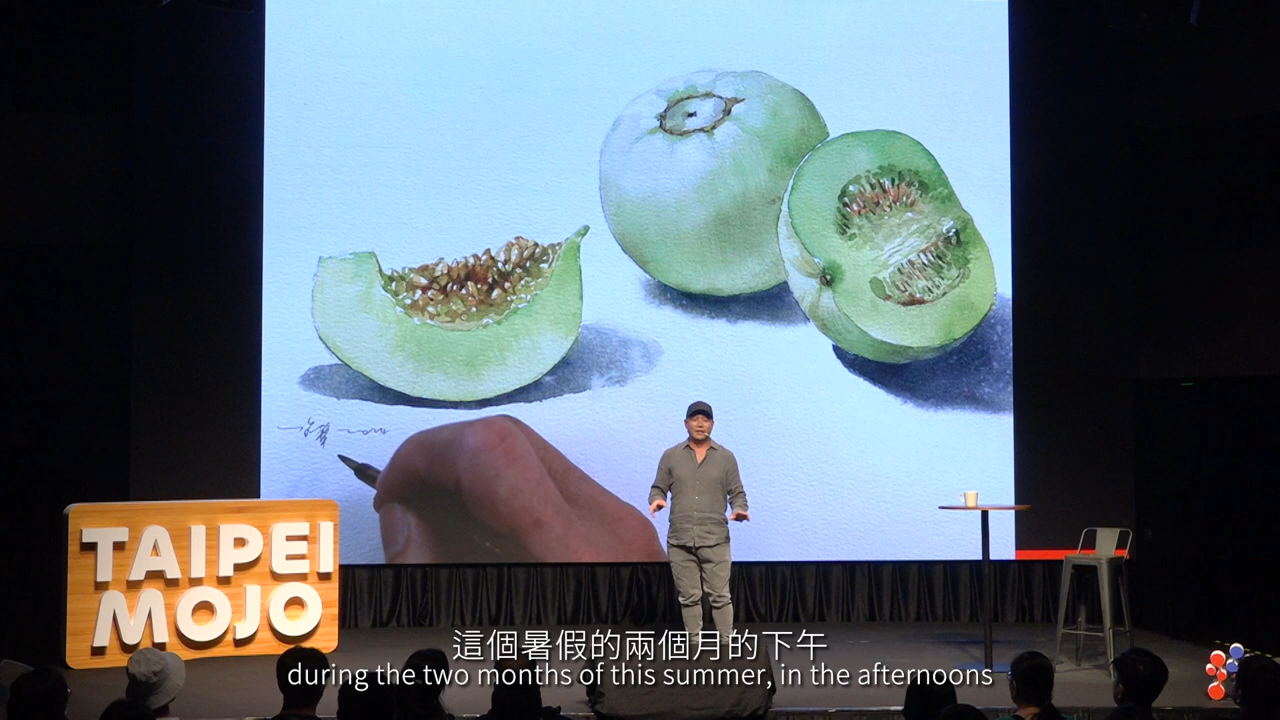 TAIPEI
MOJO
這個暑假的兩個月的下午
during the two months of this summer, in the afternoons